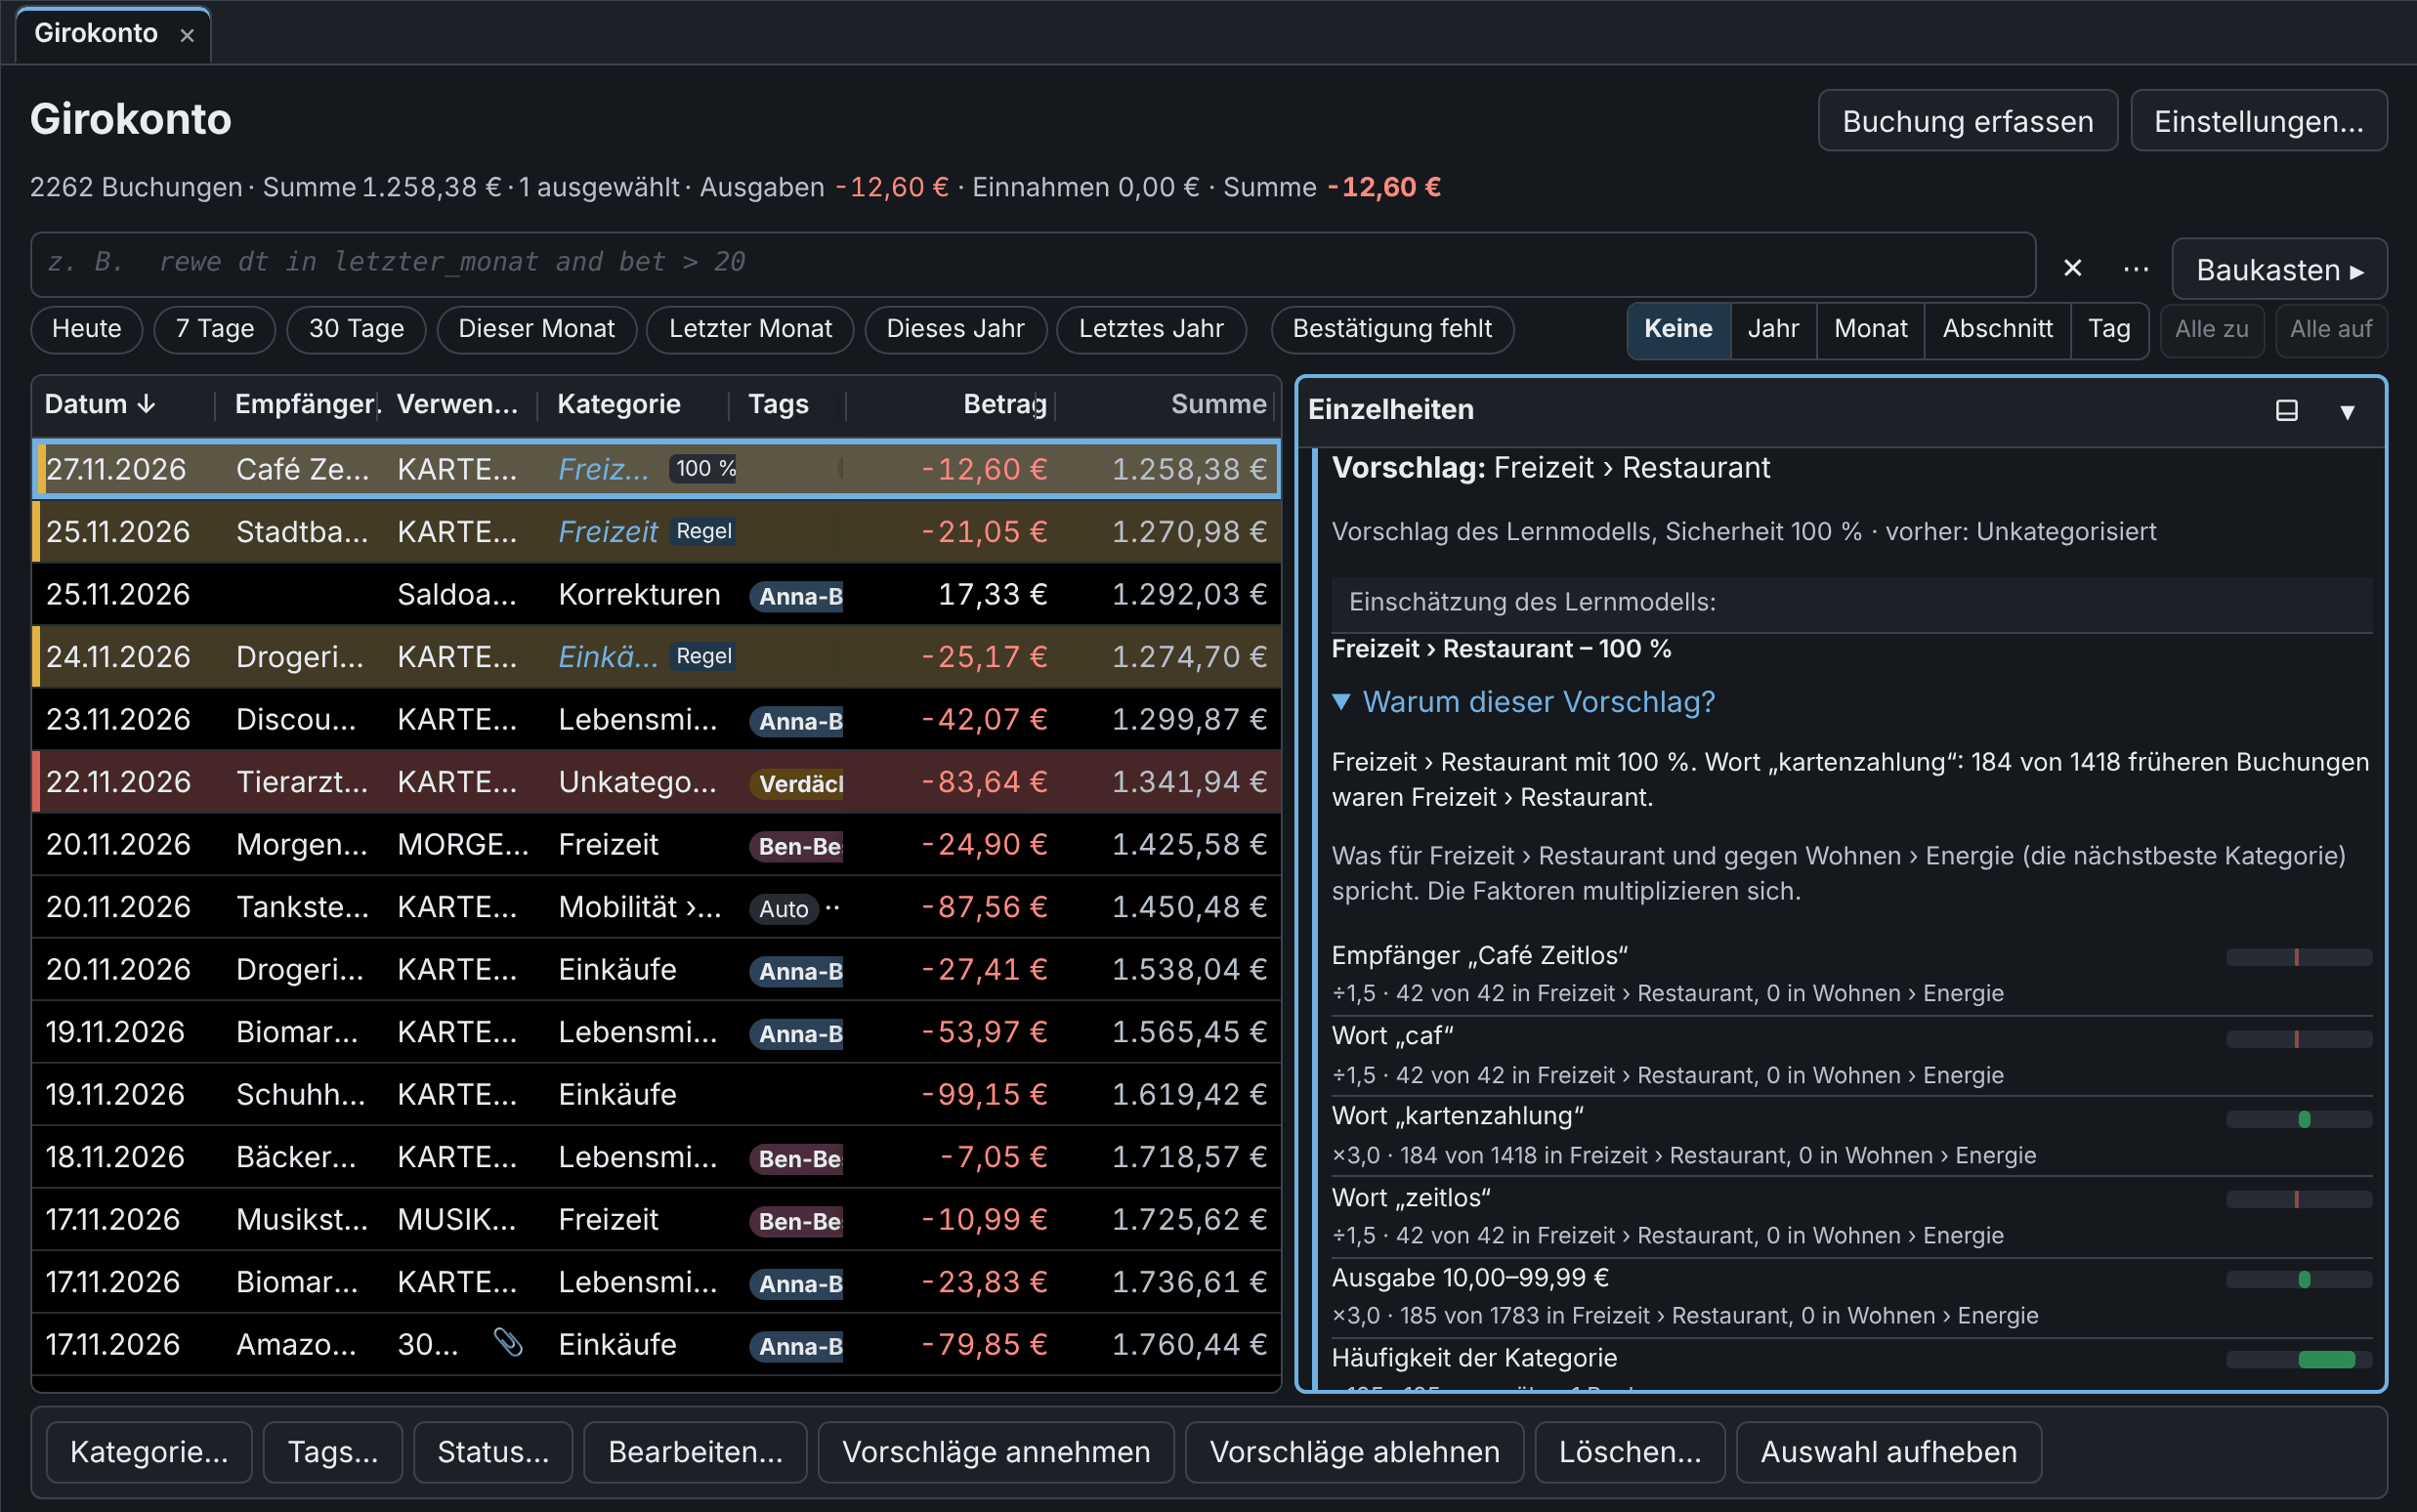 Girokonto ×
Girokonto
Buchung erfassen
Einstellungen…
2262 Buchungen · Summe 1.258,38 € · 1 ausgewählt · Ausgaben -12,60 € · Einnahmen 0,00 € · Summe -12,60 €
z. B.  rewe dt in letzter_monat and bet > 20
✕ … Baukasten ▸
Heute 7 Tage 30 Tage Dieser Monat Letzter Monat Dieses Jahr Letztes Jahr Bestätigung fehlt
Keine Jahr Monat Abschnitt Tag Alle zu Alle auf
Datum ↓ Empfänger. Verwen… Kategorie Tags Betrag Summe
27.11.2026 Café Ze… KARTE… Freiz… 100 % -12,60 € 1.258,38 €
25.11.2026 Stadtba… KARTE… Freizeit Regel -21,05 € 1.270,98 €
25.11.2026 Saldoa… Korrekturen Anna-B 17,33 € 1.292,03 €
24.11.2026 Drogeri… KARTE… Einkä… Regel -25,17 € 1.274,70 €
23.11.2026 Discou… KARTE… Lebensmi… Anna-B -42,07 € 1.299,87 €
22.11.2026 Tierarzt… KARTE… Unkatego… Verdäc -83,64 € 1.341,94 €
20.11.2026 Morgen… MORGE… Freizeit Ben-Be -24,90 € 1.425,58 €
20.11.2026 Tankste… KARTE… Mobilität ›… Auto ·· -87,56 € 1.450,48 €
20.11.2026 Drogeri… KARTE… Einkäufe Anna-B -27,41 € 1.538,04 €
19.11.2026 Biomar… KARTE… Lebensmi… Anna-B -53,97 € 1.565,45 €
19.11.2026 Schuhh… KARTE… Einkäufe -99,15 € 1.619,42 €
18.11.2026 Bäcker… KARTE… Lebensmi… Ben-Be -7,05 € 1.718,57 €
17.11.2026 Musikst… MUSIK… Freizeit Ben-Be -10,99 € 1.725,62 €
17.11.2026 Biomar… KARTE… Lebensmi… Anna-B -23,83 € 1.736,61 €
17.11.2026 Amazo… 30… Einkäufe Anna-B -79,85 € 1.760,44 €
Einzelheiten
Vorschlag: Freizeit › Restaurant
Vorschlag des Lernmodells, Sicherheit 100 % · vorher: Unkategorisiert
Einschätzung des Lernmodells:
Freizeit › Restaurant – 100 %
▼ Warum dieser Vorschlag?
Freizeit › Restaurant mit 100 %. Wort „kartenzahlung“: 184 von 1418 früheren Buchungen
waren Freizeit › Restaurant.
Was für Freizeit › Restaurant und gegen Wohnen › Energie (die nächstbeste Kategorie)
spricht. Die Faktoren multiplizieren sich.
Empfänger „Café Zeitlos“
÷1,5 · 42 von 42 in Freizeit › Restaurant, 0 in Wohnen › Energie
Wort „caf“
÷1,5 · 42 von 42 in Freizeit › Restaurant, 0 in Wohnen › Energie
Wort „kartenzahlung“
×3,0 · 184 von 1418 in Freizeit › Restaurant, 0 in Wohnen › Energie
Wort „zeitlos“
÷1,5 · 42 von 42 in Freizeit › Restaurant, 0 in Wohnen › Energie
Ausgabe 10,00–99,99 €
×3,0 · 185 von 1783 in Freizeit › Restaurant, 0 in Wohnen › Energie
Häufigkeit der Kategorie
Kategorie… Tags… Status… Bearbeiten… Vorschläge annehmen Vorschläge ablehnen Löschen… Auswahl aufheben